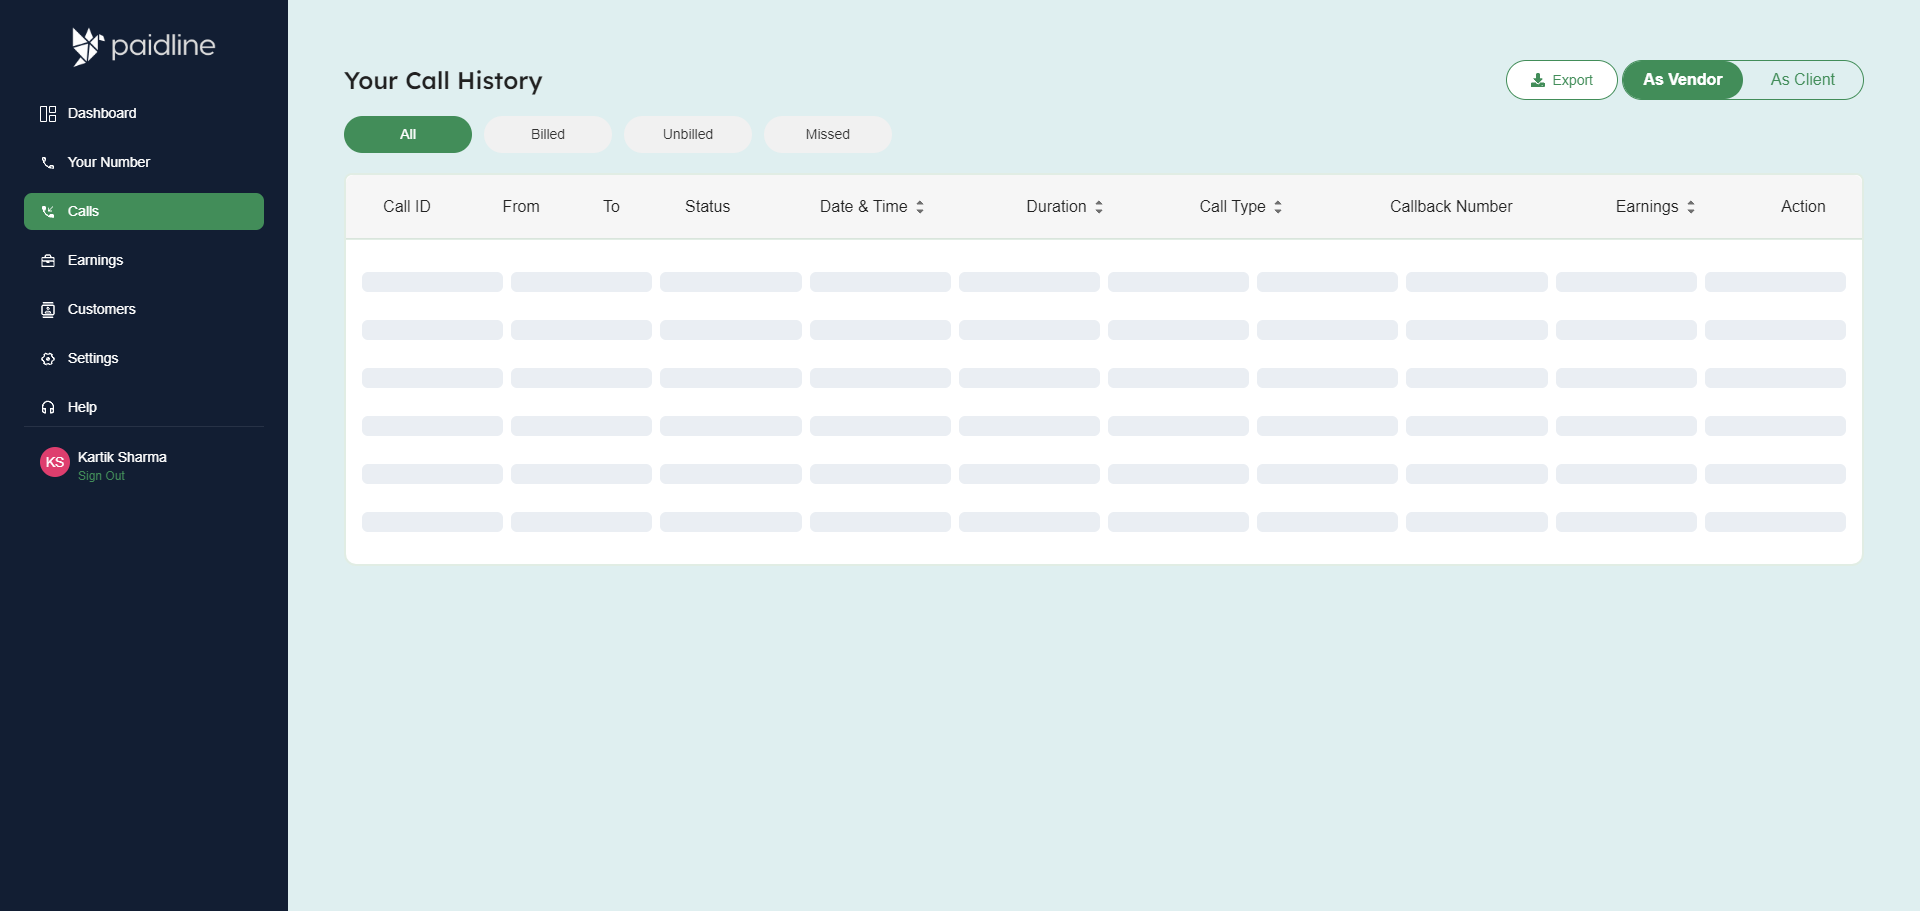 paidline
Dashboard
Your Number
Calls
Earnings
Customers
Settings
Help
KS
Kartik Sharma
Sign Out
Your Call History
Export
As Vendor
As Client
All
Billed
Unbilled
Missed
Call ID
From
To
Status
Date & Time
Duration
Call Type
Callback Number
Earnings
Action